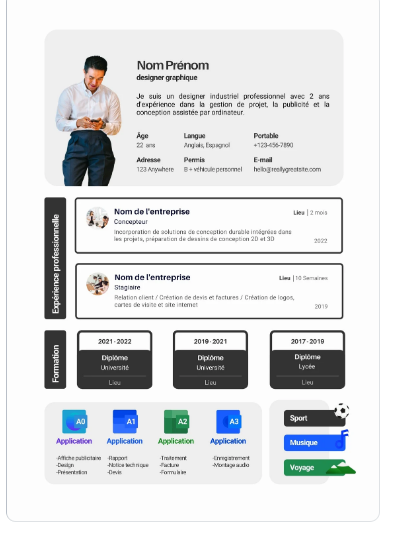 Nom Prénom
designer graphique
Je suis un designer industriel professionnel avec 2 ans
d'expérience dans la gestion de projet, la publicité et la
conception assistée par ordinateur.
Âge Langue Portable
22 ans Anglais, Espagnol +123-456-7890
Adresse Permis E-mail
123 Anywhere B + véhicule personnel hello@reallygreatsite.com
Expérience professionnelle
Nom de l'entreprise Lieu | 2 mois
Concepteur
Incorporation de solutions de conception durable intégrées dans
les projets, préparation de dessins de conception 2D et 3D
2022
Nom de l'entreprise Lieu | 10 Semaines
Stagiaire
Relation client / Création de devis et factures / Création de logos,
cartes de visite et site internet
2019
Formation
2021-2022 2019-2021 2017-2019
Diplôme Diplôme Diplôme
Université Université Lycée
Lieu Lieu Lieu
A0 A1 A2 A3
Application Application Application Application
-Affiche publicitaire -Rapport -Traitement -Enregistrement
-Design -Notice technique -Facture -Montage audio
-Présentation -Devis -Formulaire
Sport
Musique
Voyage